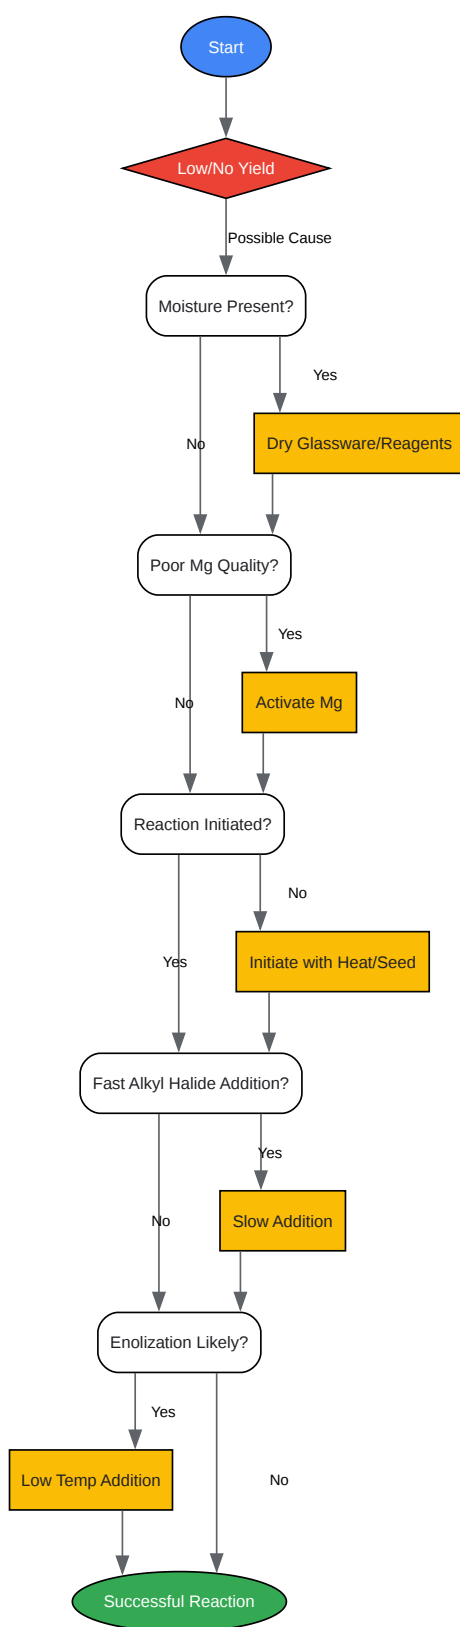 Start
Low/No Yield
Possible Cause
Moisture Present?
Yes
No
Dry Glassware/Reagents
Poor Mg Quality?
Yes
No
Activate Mg
Reaction Initiated?
No
Yes
Initiate with Heat/Seed
Fast Alkyl Halide Addition?
Yes
No
Slow Addition
Enolization Likely?
Yes
Low Temp Addition
No
Successful Reaction